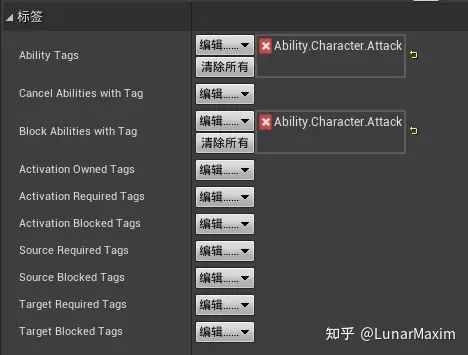 标签
Ability Tags 编辑...... Ability.Character.Attack
清除所有
Cancel Abilities with Tag 编辑......
Block Abilities with Tag 编辑...... Ability.Character.Attack
清除所有
Activation Owned Tags 编辑......
Activation Required Tags 编辑......
Activation Blocked Tags 编辑......
Source Required Tags 编辑......
Source Blocked Tags 编辑......
Target Required Tags 编辑......
Target Blocked Tags 编辑......
知乎 @LunarMaxim